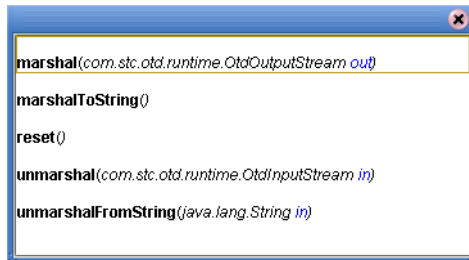 marshal(com.stc.otd.runtime.OtdOutputStream out)
marshalToString()
reset()
unmarshal(com.stc.otd.runtime.OtdInputStream in)
unmarshalFromString(java.lang.String in)